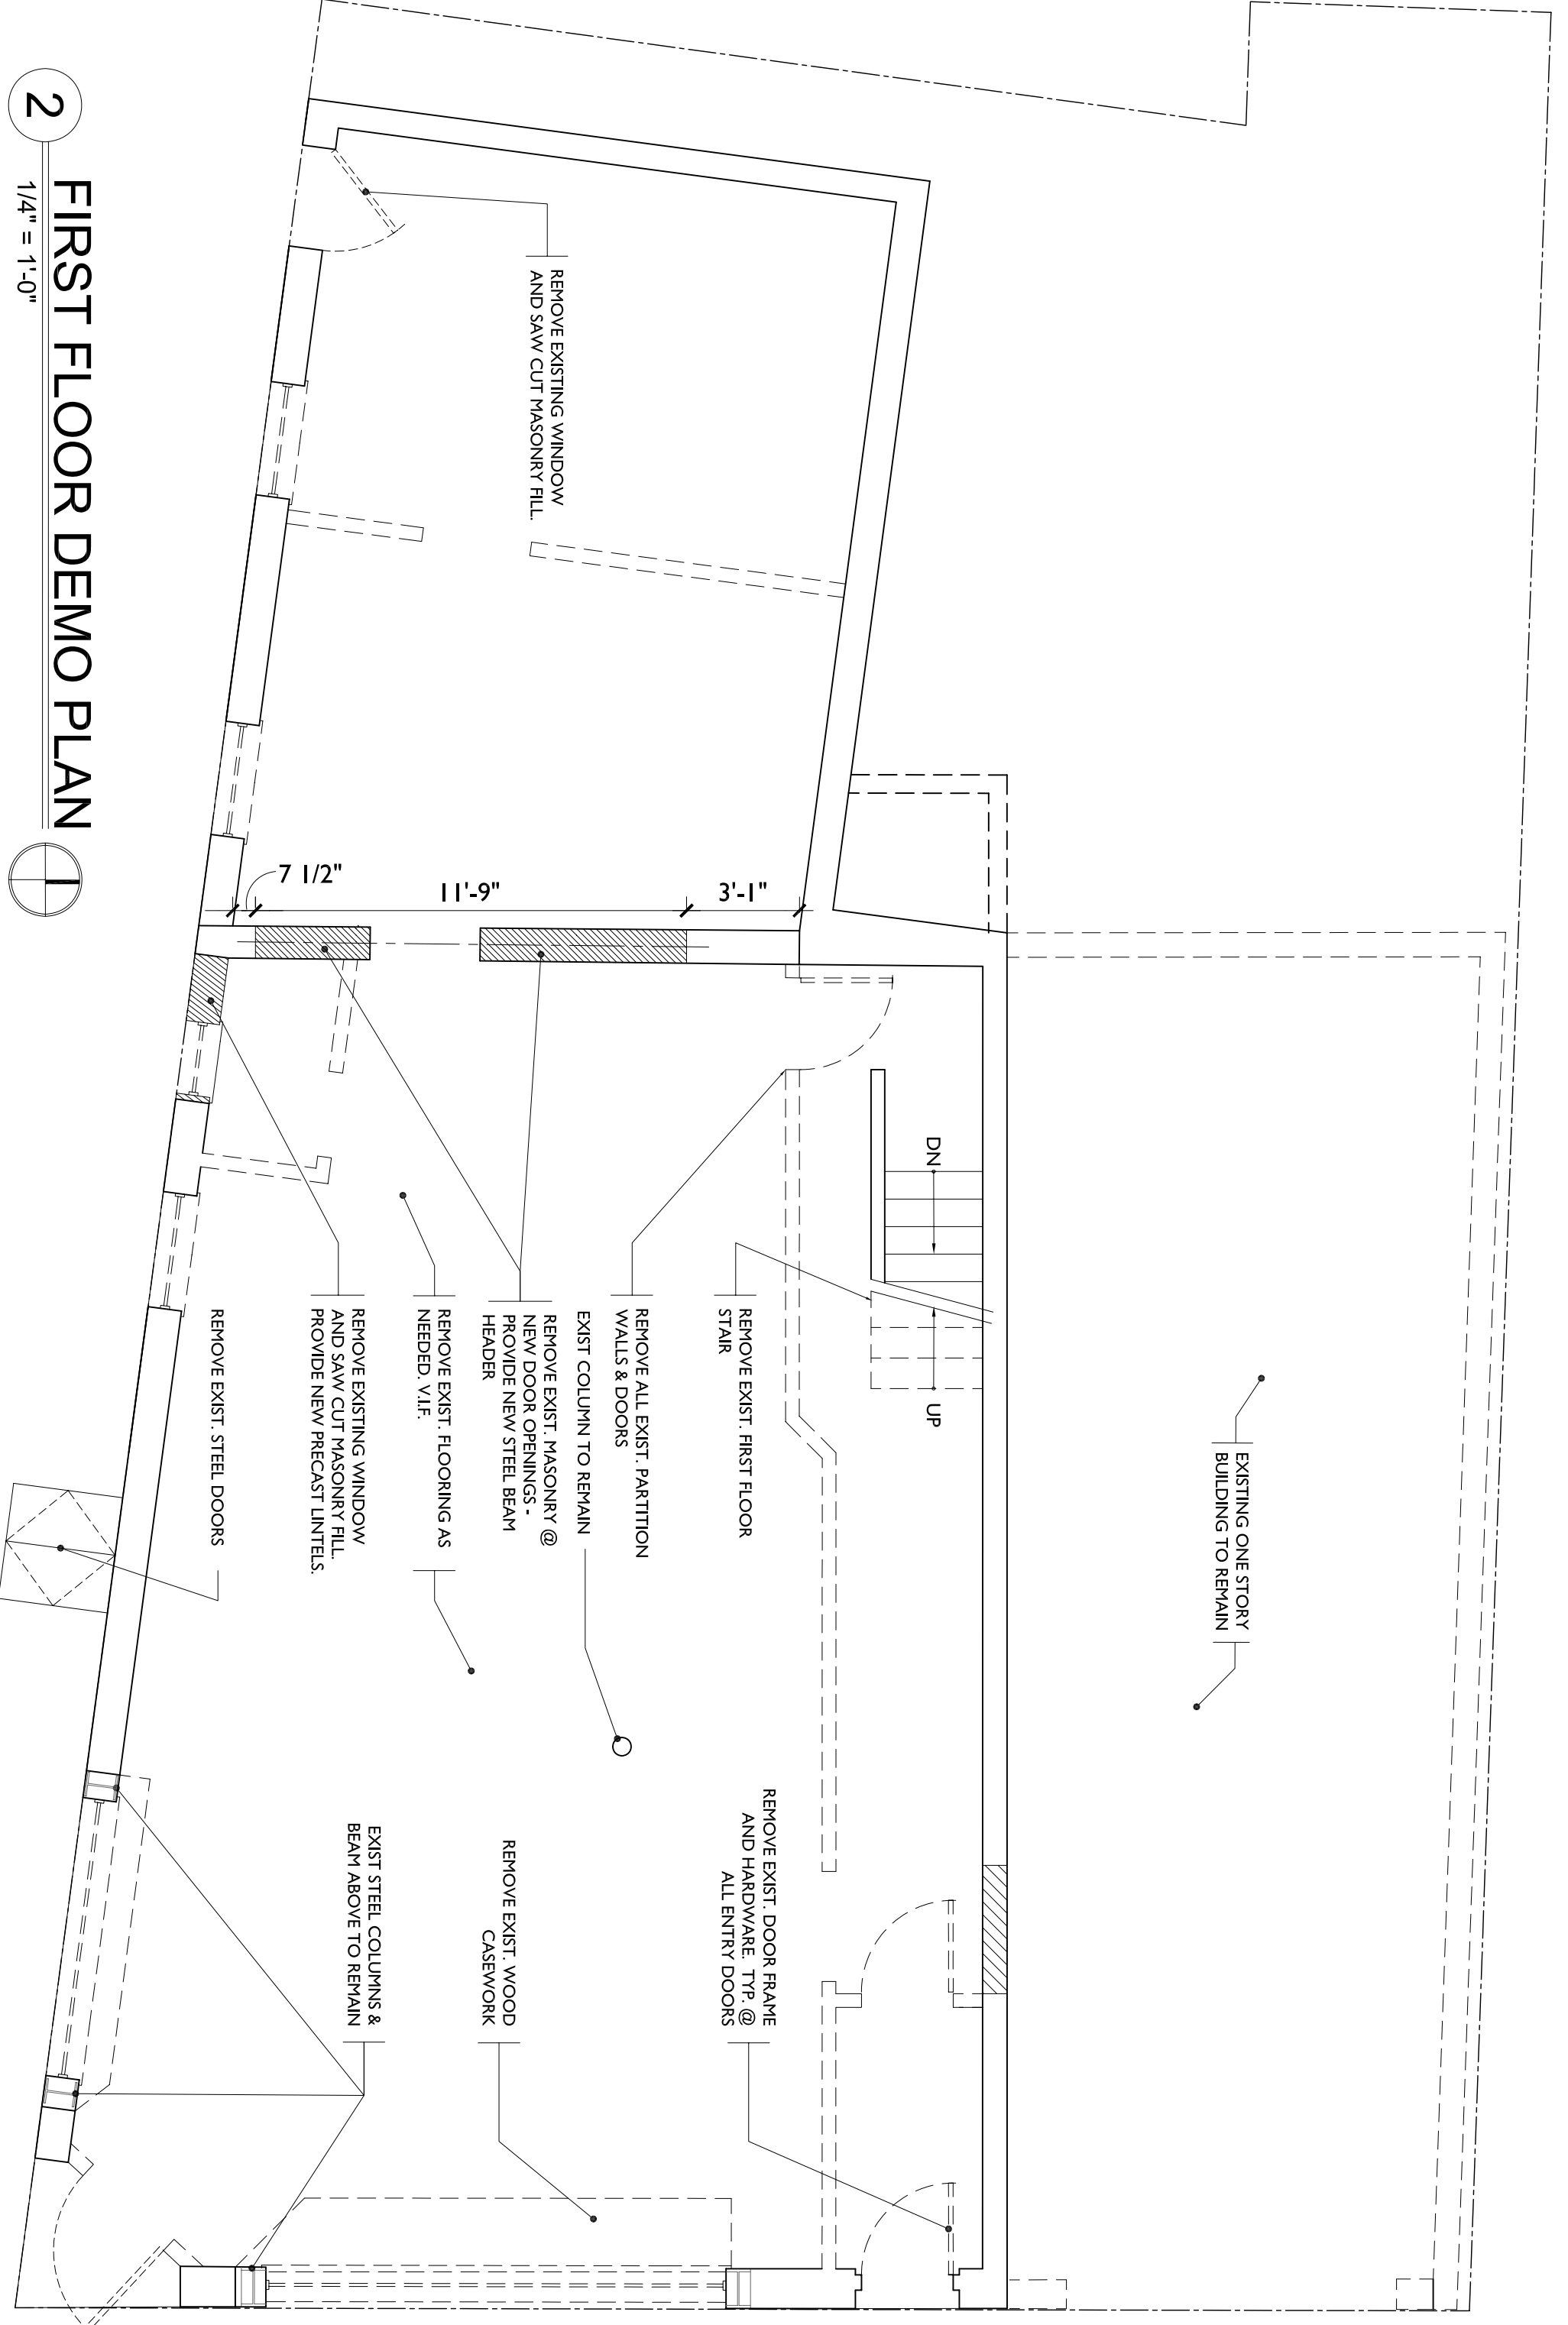 EXISTING ONE STORY
BUILDING TO REMAIN
DN
UP
REMOVE EXIST. FIRST FLOOR
STAIR
REMOVE ALL EXIST. PARTITION
WALLS & DOORS
EXIST COLUMN TO REMAIN
REMOVE EXIST. MASONRY @
NEW DOOR OPENINGS -
PROVIDE NEW STEEL BEAM
HEADER
REMOVE EXIST. FLOORING AS
NEEDED. V.I.F.
REMOVE EXISTING WINDOW
AND SAW CUT MASONRY FILL.
PROVIDE NEW PRECAST LINTELS.
REMOVE EXIST. STEEL DOORS
REMOVE EXIST. DOOR FRAME
AND HARDWARE. TYP. @
ALL ENTRY DOORS
REMOVE EXIST. WOOD
CASEWORK
EXIST STEEL COLUMNS &
BEAM ABOVE TO REMAIN
REMOVE EXISTING WINDOW
AND SAW CUT MASONRY FILL.
7 1/2"
11'-9"
3'-1"
2
FIRST FLOOR DEMO PLAN
1/4" = 1'-0"